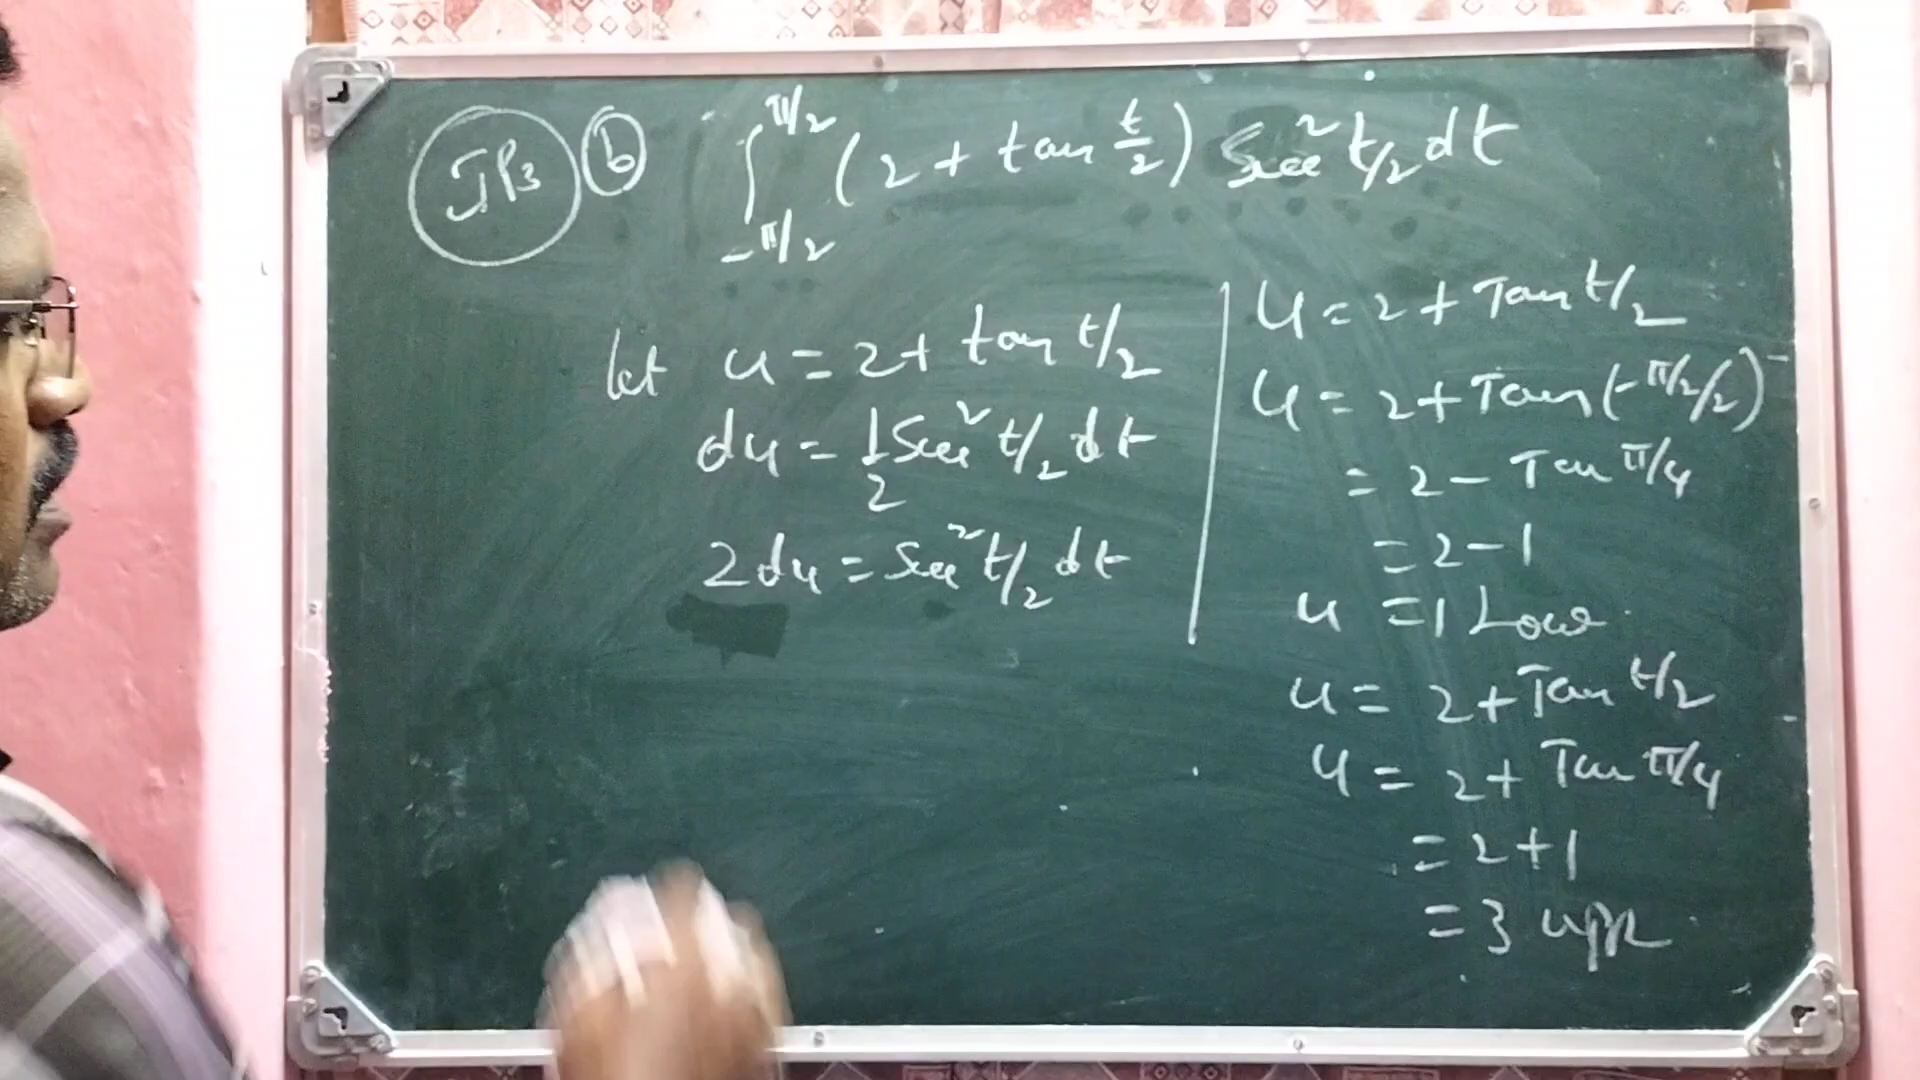 JP3 b ∫_{-π/2}^{π/2} (2 + tan t/2) Sec² t/2 dt
let u = 2 + tan t/2
du = 1/2 Sec² t/2 dt
2du = Sec² t/2 dt
u = 2 + Tan t/2
u = 2 + Tan(-π/2/2)
= 2 - Tan π/4
= 2 - 1
u = 1 Low
u = 2 + Tan t/2
u = 2 + Tan π/4
= 2 + 1
= 3